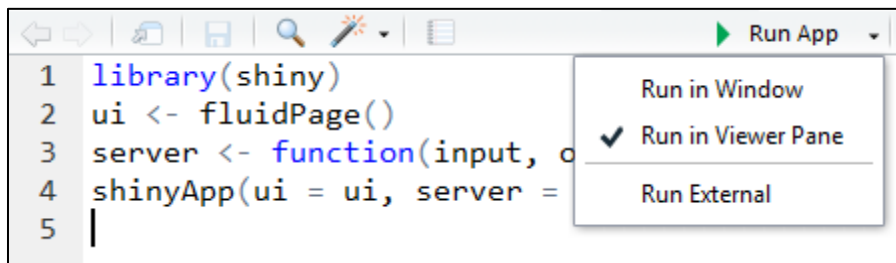 Run App
1 library(shiny)
2 ui <- fluidPage()
3 server <- function(input, o
4 shinyApp(ui = ui, server =
5
Run in Window
Run in Viewer Pane
Run External